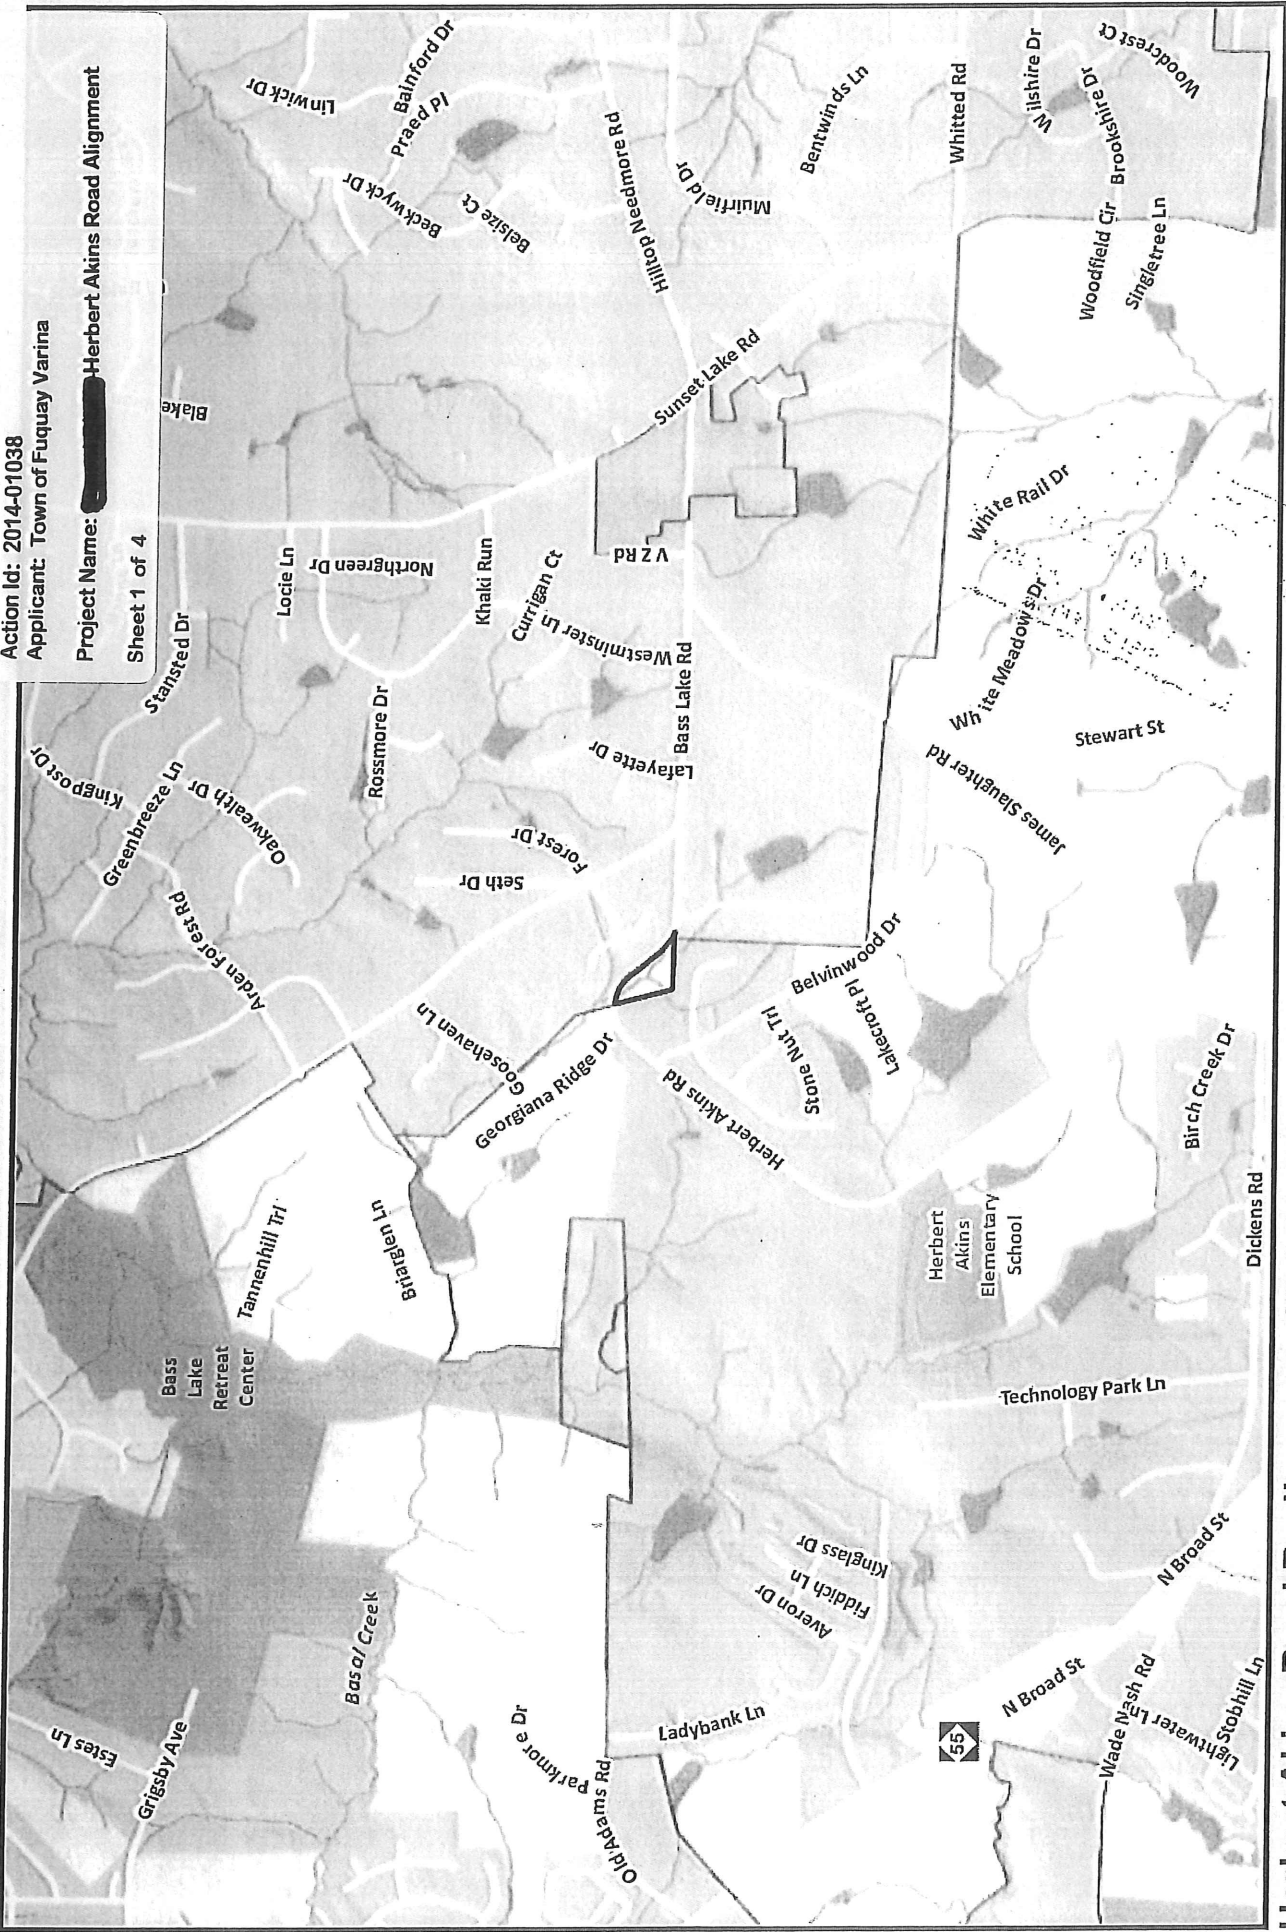 Action Id: 2014-01038
Applicant: Town of Fuquay Varina
Project Name: Herbert Akins Road Alignment
Sheet 1 of 4
Linwick Dr
Bainford Dr
Praed Pl
Beckwyck Dr
Belsize Ct
Hilltop Needmore Rd
Muirfield Dr
Bentwinds Ln
Whitted Rd
Wilshire Dr
Brookshire Dr
Woodcrest Ct
Woodfield Cir
Singletree Ln
Blake
Sunset Lake Rd
Stansted Dr
Locie Ln
Northgreen Dr
Khaki Run
Currigan Ct
Westminster Ln
V Z Rd
Bass Lake Rd
White Rail Dr
White Meadows Dr
Stewart St
James Slaughter Rd
Kingpost Dr
Greenbreeze Ln
Oakwealth Dr
Rossmore Dr
Lafayette Dr
Forest Dr
Seth Dr
Arden Forest Rd
Goosehaven Ln
Georgiana Ridge Dr
Herbert Akins Rd
Stone Nut Trl
Belvinwood Dr
Lakecroft Pl
Birch Creek Dr
Dickens Rd
Tannenhill Trl
Briarglen Ln
Herbert
Akins
Elementary
School
Bass
Lake
Retreat
Center
Technology Park Ln
Basal Creek
Kinglass Dr
Fiddich Ln
Averon Dr
N Broad St
N Broad St
55
Estes Ln
Grigsby Ave
Parkmore Dr
Old Adams Rd
Ladybank Ln
Wade Nash Rd
Lightwater Ln
Stobhill Ln